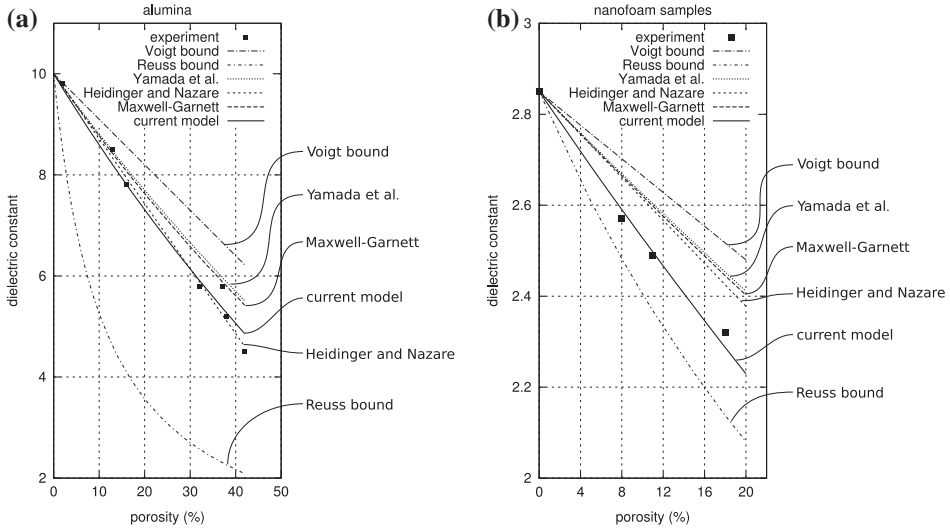 (a)
alumina
experiment
Voigt bound
Reuss bound
Yamada et al.
Heidinger and Nazare
Maxwell-Garnett
current model
10
8
6
4
2
dielectric constant
0
10
20
30
40
50
porosity (%)
Voigt bound
Yamada et al.
Maxwell-Garnett
current model
Heidinger and Nazare
Reuss bound
(b)
nanofoam samples
experiment
Voigt bound
Reuss bound
Yamada et al.
Heidinger and Nazare
Maxwell-Garnett
current model
3
2.8
2.6
2.4
2.2
2
dielectric constant
0
4
8
12
16
20
porosity (%)
Voigt bound
Yamada et al.
Maxwell-Garnett
Heidinger and Nazare
current model
Reuss bound